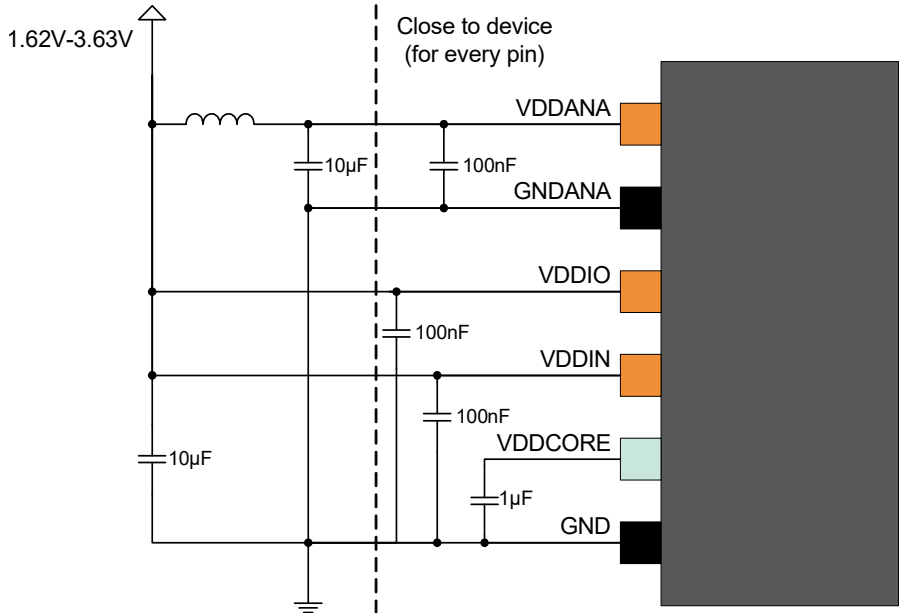 1.62V-3.63V
Close to device
(for every pin)
VDDANA
10µF
100nF
GNDANA
VDDIO
100nF
VDDIN
100nF
VDDCORE
10µF
1µF
GND